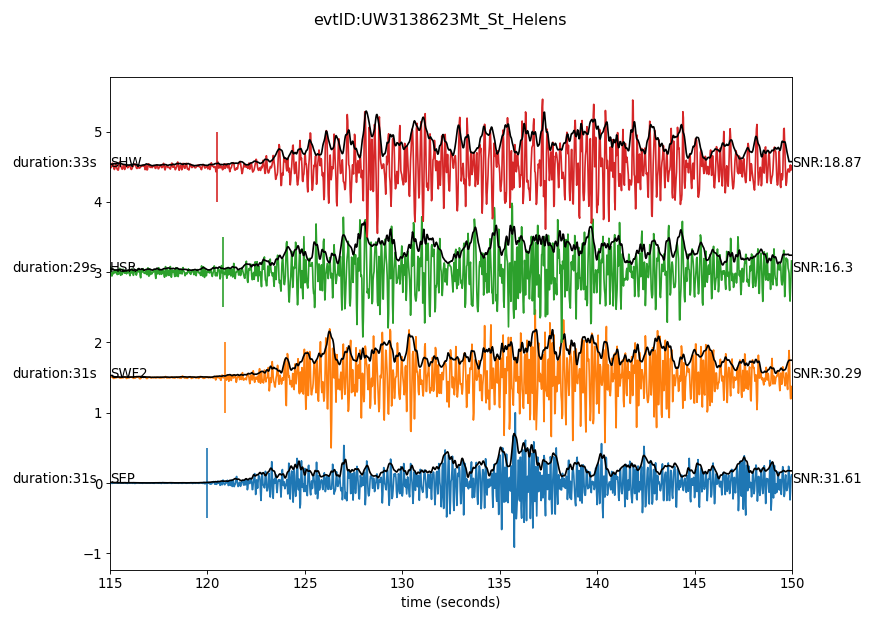 evtID:UW3138623Mt_St_Helens
5
duration:33s SHW SNR:18.87
4
duration:29s HSR SNR:16.3
3
2
duration:31s SWF2 SNR:30.29
1
duration:31s SEP SNR:31.61
0
−1
115 120 125 130 135 140 145 150
time (seconds)